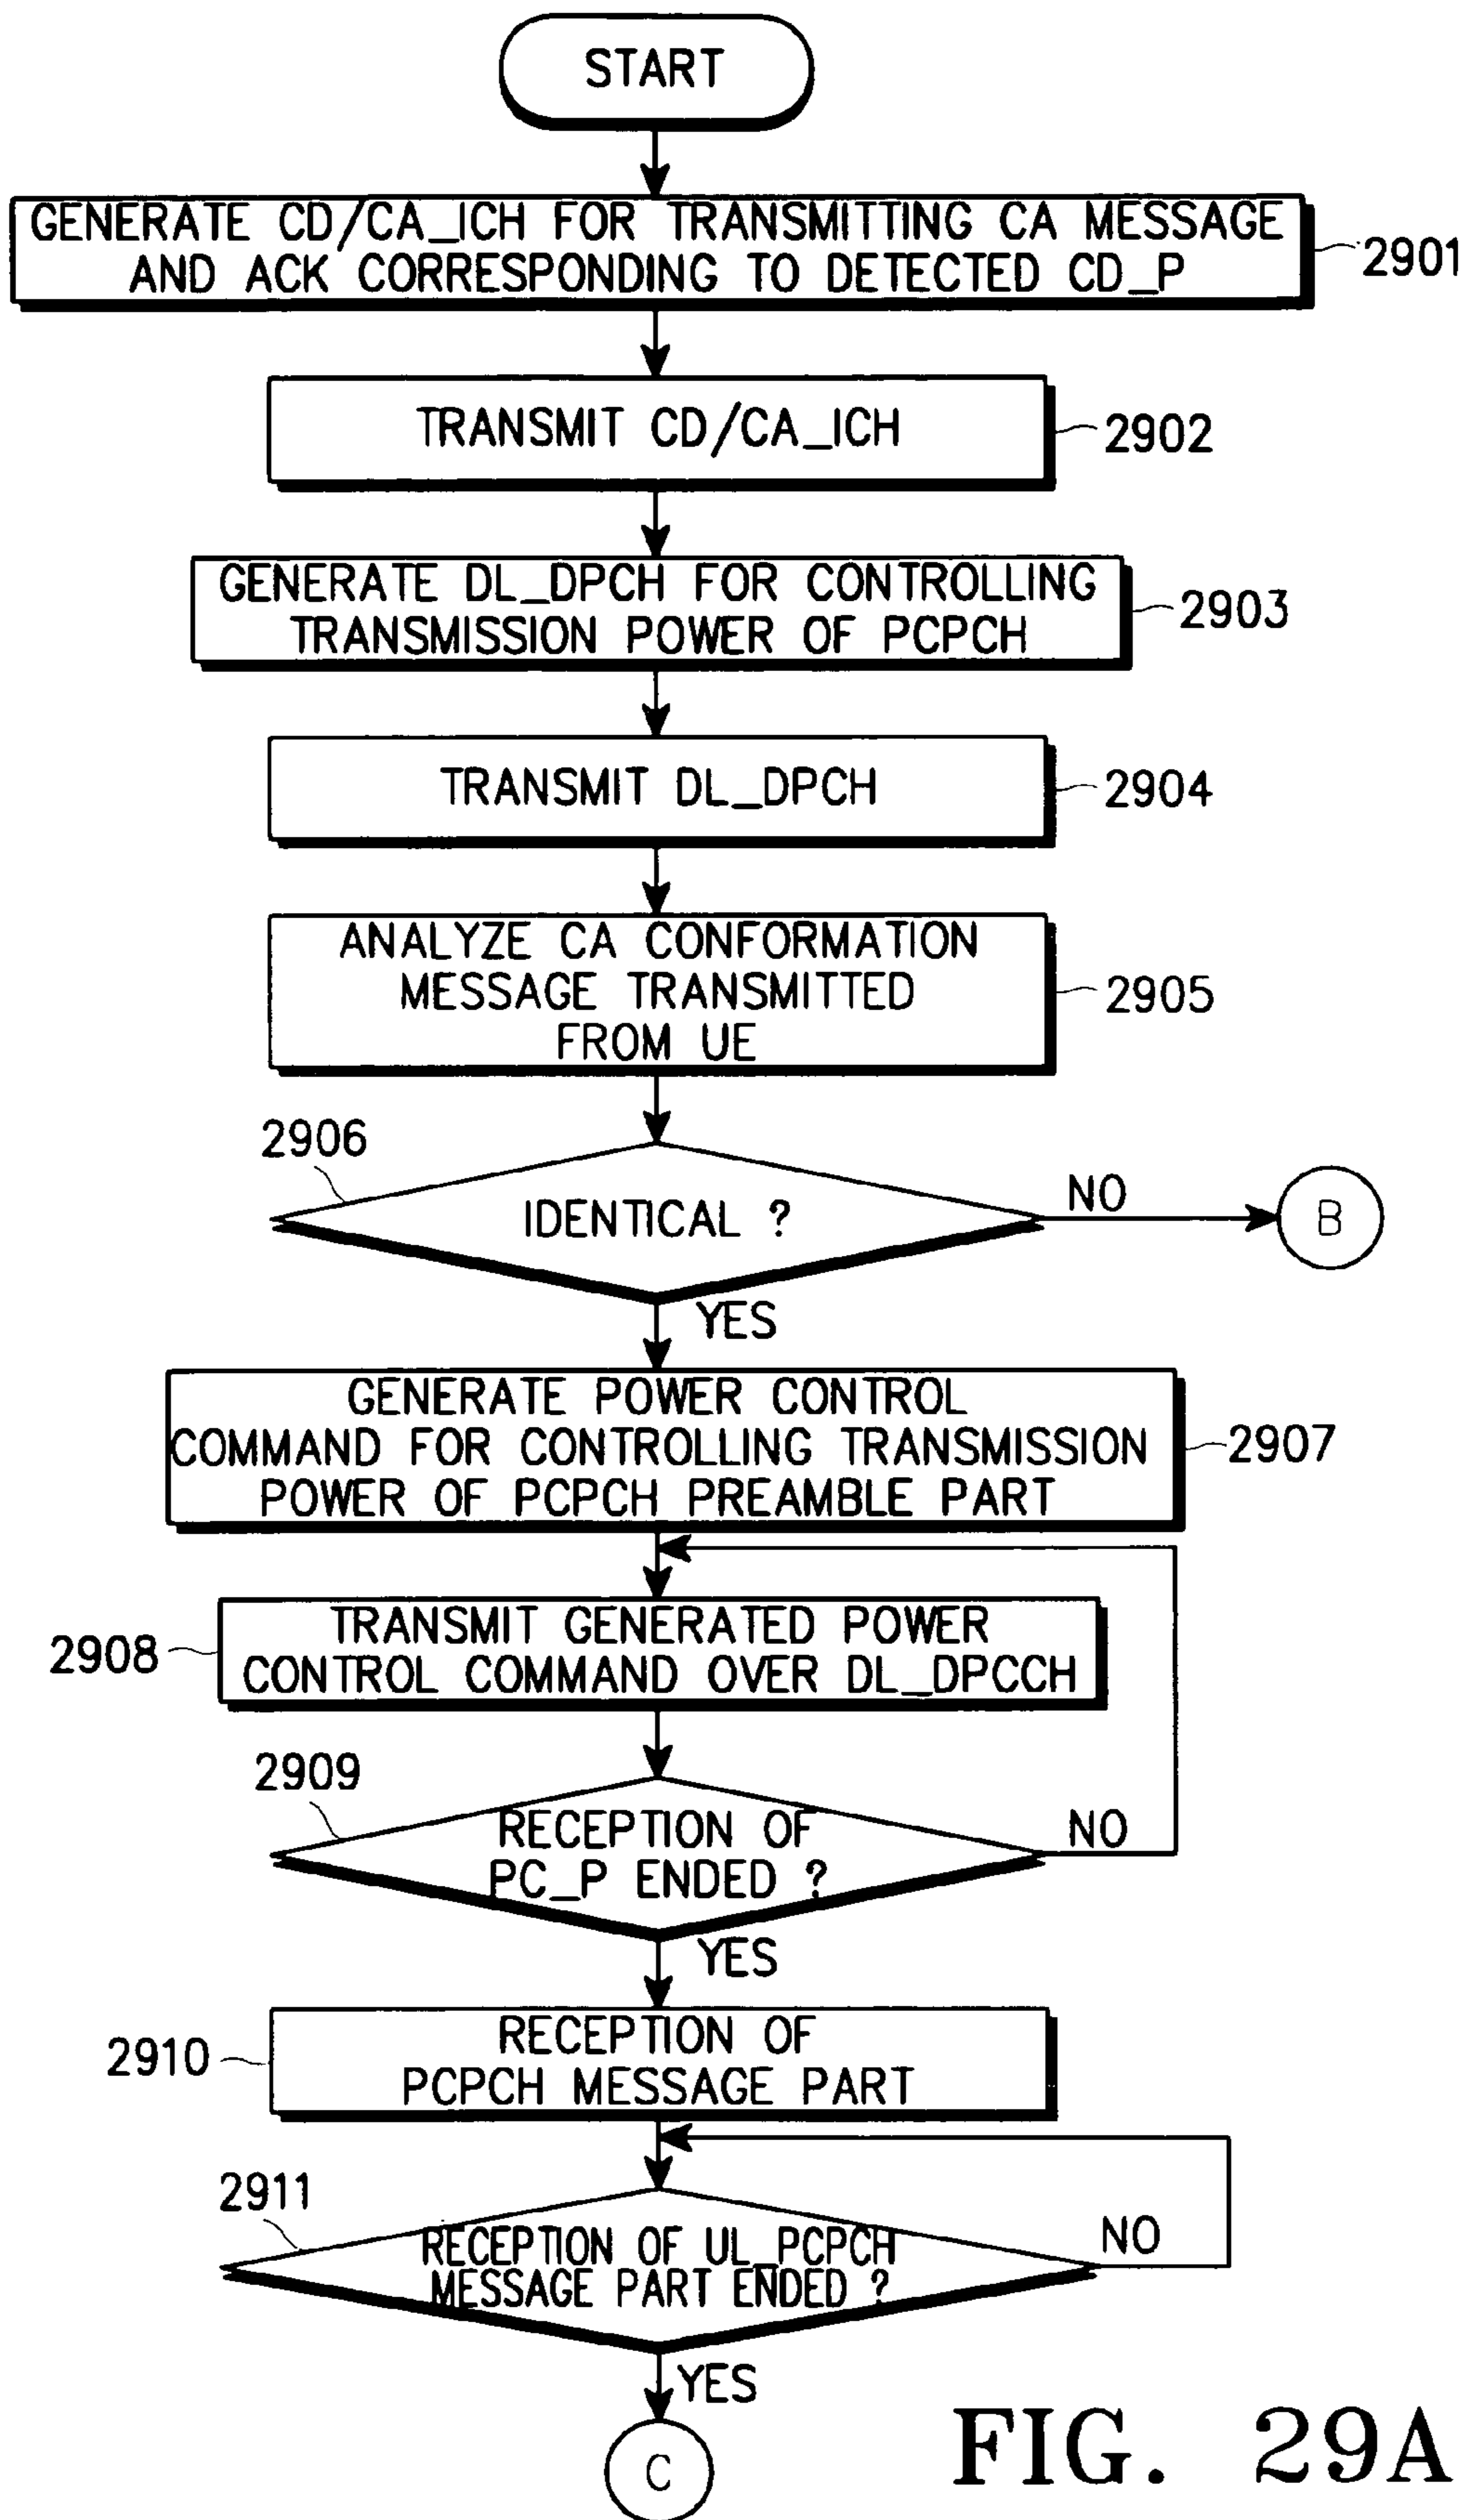 START
GENERATE CD/CA_ICH FOR TRANSMITTING CA MESSAGE
AND ACK CORRESPONDING TO DETECTED CD_P
2901
TRANSMIT CD/CA_ICH
2902
GENERATE DL_DPCH FOR CONTROLLING
TRANSMISSION POWER OF PCPCH
2903
TRANSMIT DL_DPCH
2904
ANALYZE CA CONFORMATION
MESSAGE TRANSMITTED
FROM UE
2905
2906
IDENTICAL ?
NO
B
YES
GENERATE POWER CONTROL
COMMAND FOR CONTROLLING TRANSMISSION
POWER OF PCPCH PREAMBLE PART
2907
TRANSMIT GENERATED POWER
CONTROL COMMAND OVER DL_DPCCH
2908
2909
RECEPTION OF
PC_P ENDED ?
NO
YES
RECEPTION OF
PCPCH MESSAGE PART
2910
2911
RECEPTION OF UL_PCPCH
MESSAGE PART ENDED ?
NO
YES
C
FIG. 29A